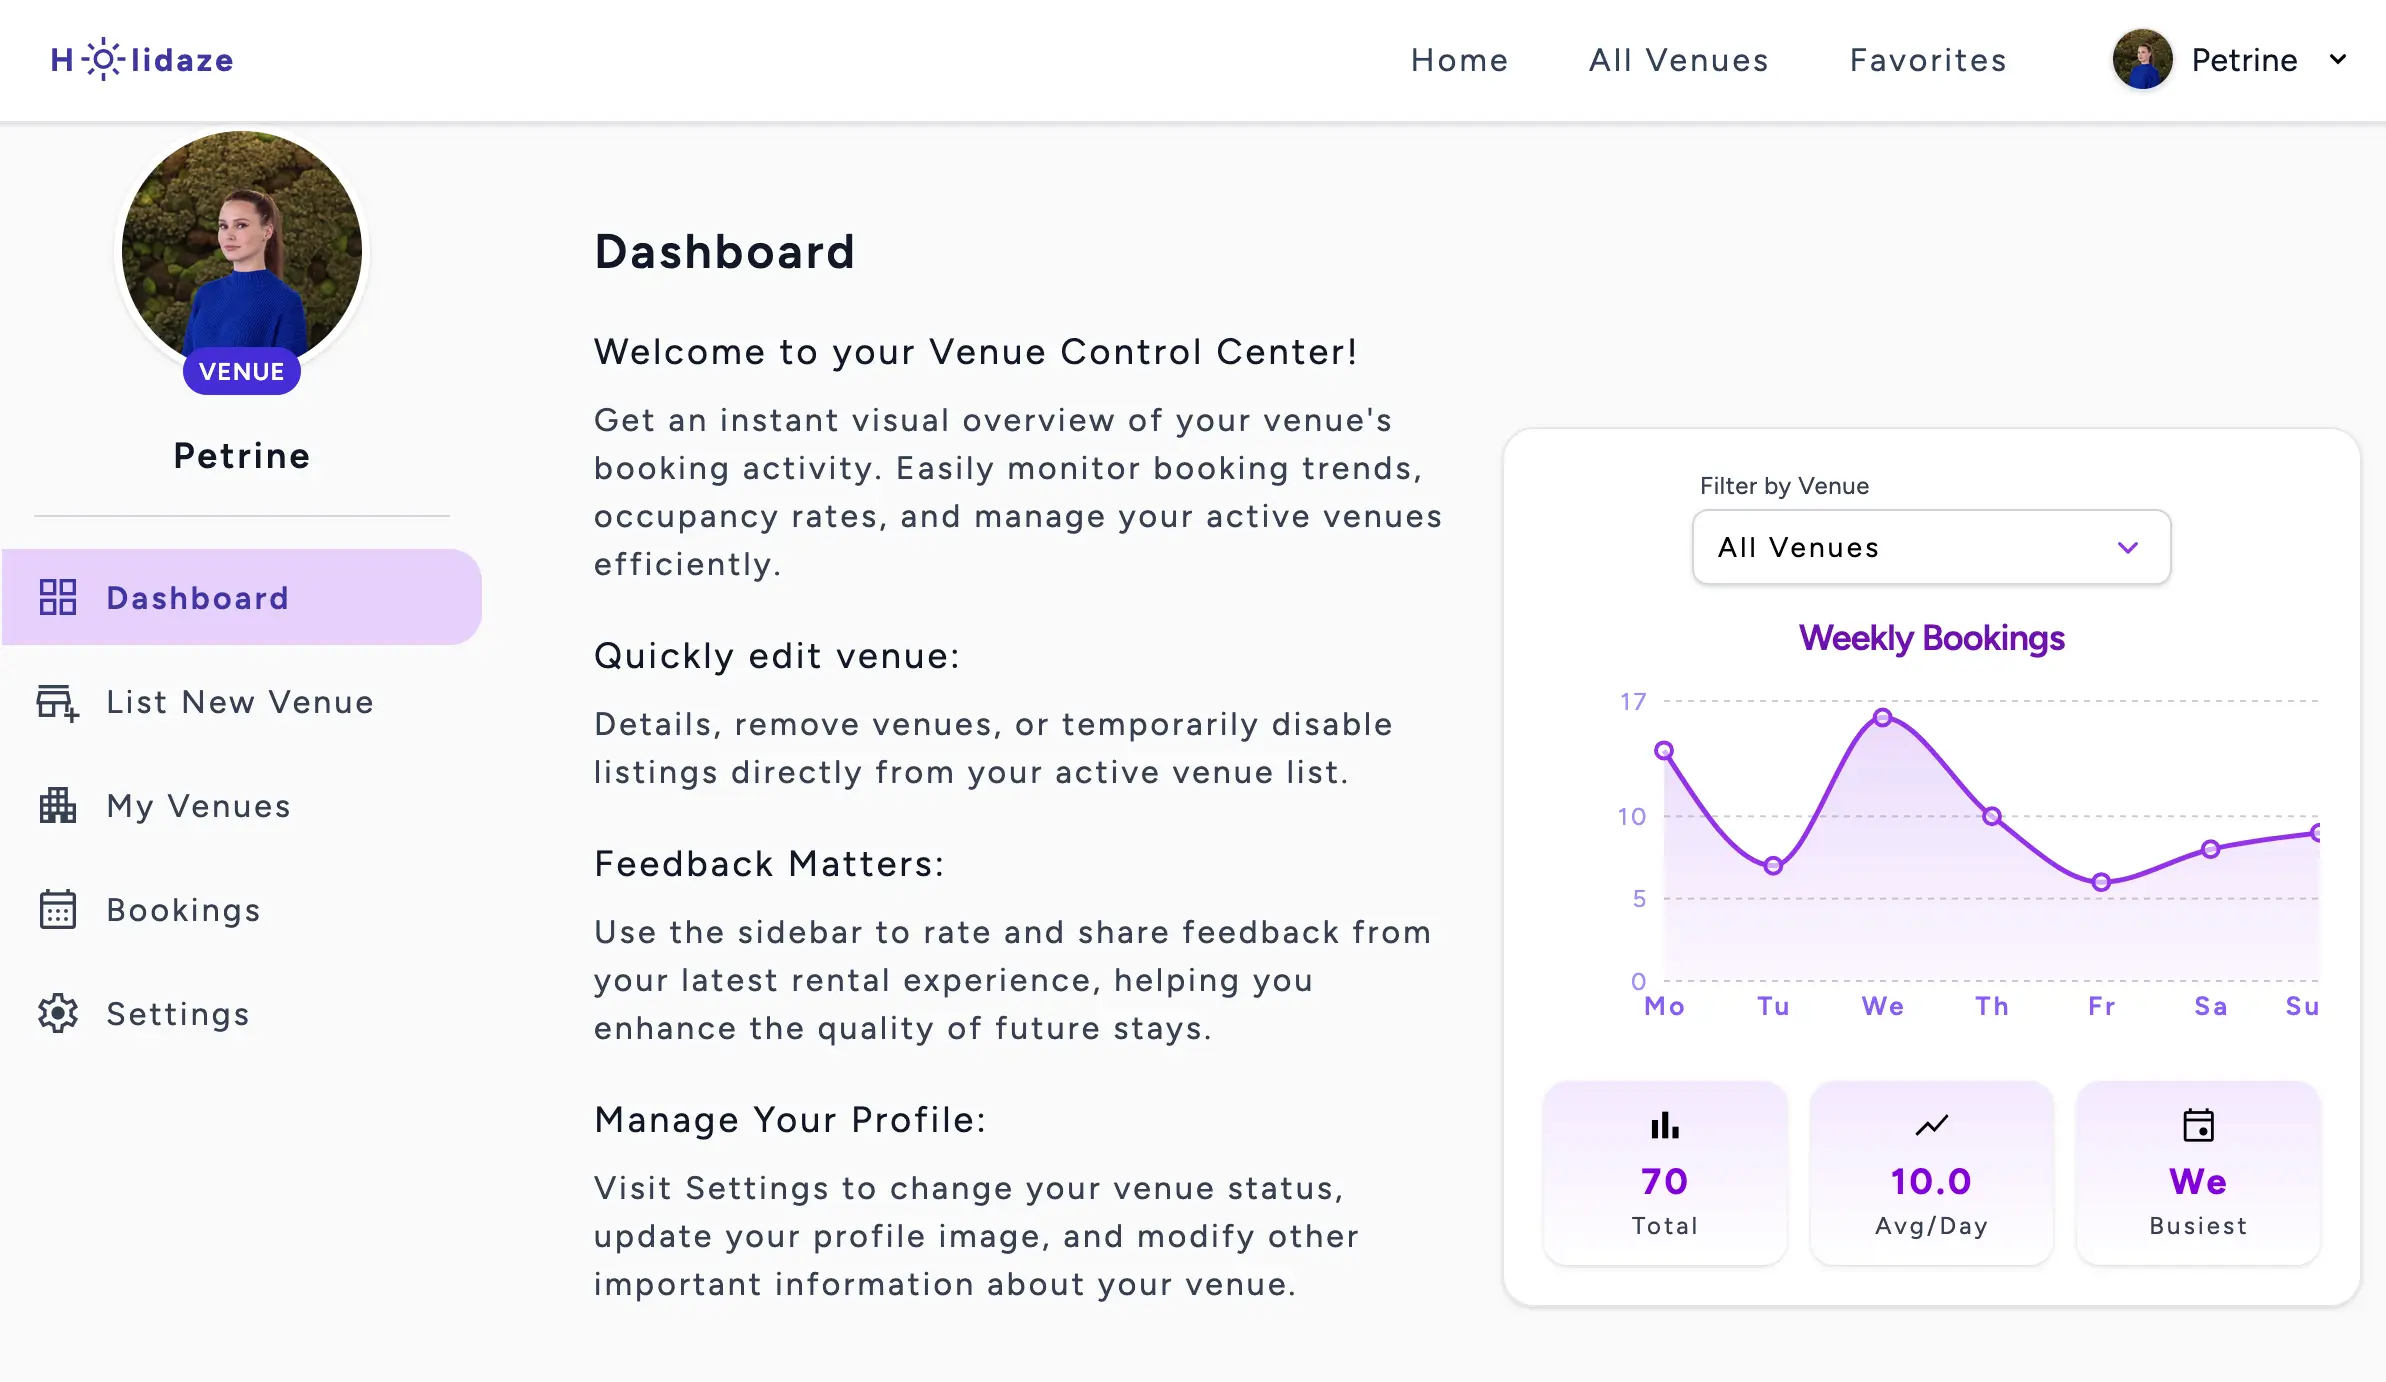 H lidaze
Home
All Venues
Favorites
Petrine
VENUE
Petrine
Dashboard
List New Venue
My Venues
Bookings
Settings
Dashboard
Welcome to your Venue Control Center!
Get an instant visual overview of your venue's
booking activity. Easily monitor booking trends,
occupancy rates, and manage your active venues
efficiently.
Quickly edit venue:
Details, remove venues, or temporarily disable
listings directly from your active venue list.
Feedback Matters:
Use the sidebar to rate and share feedback from
your latest rental experience, helping you
enhance the quality of future stays.
Manage Your Profile:
Visit Settings to change your venue status,
update your profile image, and modify other
important information about your venue.
Filter by Venue
All Venues
Weekly Bookings
17
10
5
0
Mo Tu We Th Fr Sa Su
70
Total
10.0
Avg/Day
We
Busiest